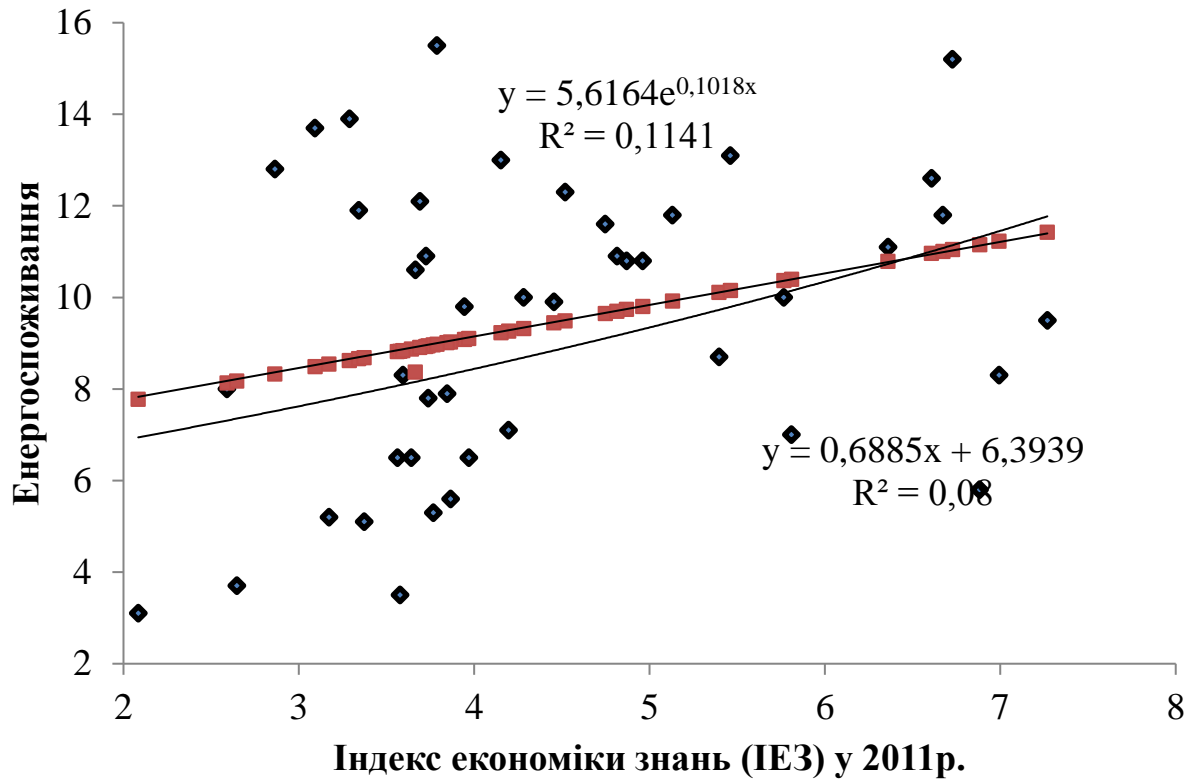 16
14
12
10
8
6
4
2
Енергоспоживання
y = 5,6164e^0,1018x
R² = 0,1141
y = 0,6885x + 6,3939
R² = 0,08
2 3 4 5 6 7 8
Індекс економіки знань (ІЕЗ) у 2011р.